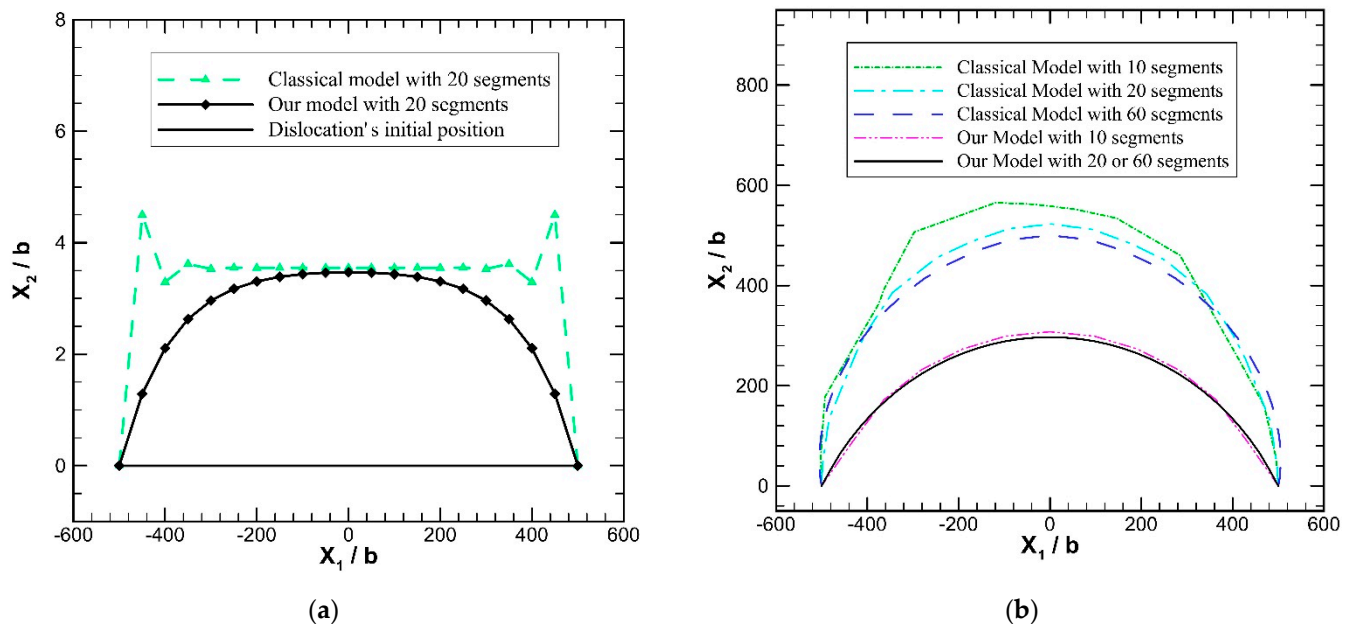 8
6
4
2
0
-600
-400
-200
0
200
400
600
X2 / b
X1 / b
Classical model with 20 segments
Our model with 20 segments
Dislocation's initial position
(a)
800
600
400
200
0
-600
-400
-200
0
200
400
600
X2 / b
X1 / b
Classical Model with 10 segments
Classical Model with 20 segments
Classical Model with 60 segments
Our Model with 10 segments
Our Model with 20 or 60 segments
(b)